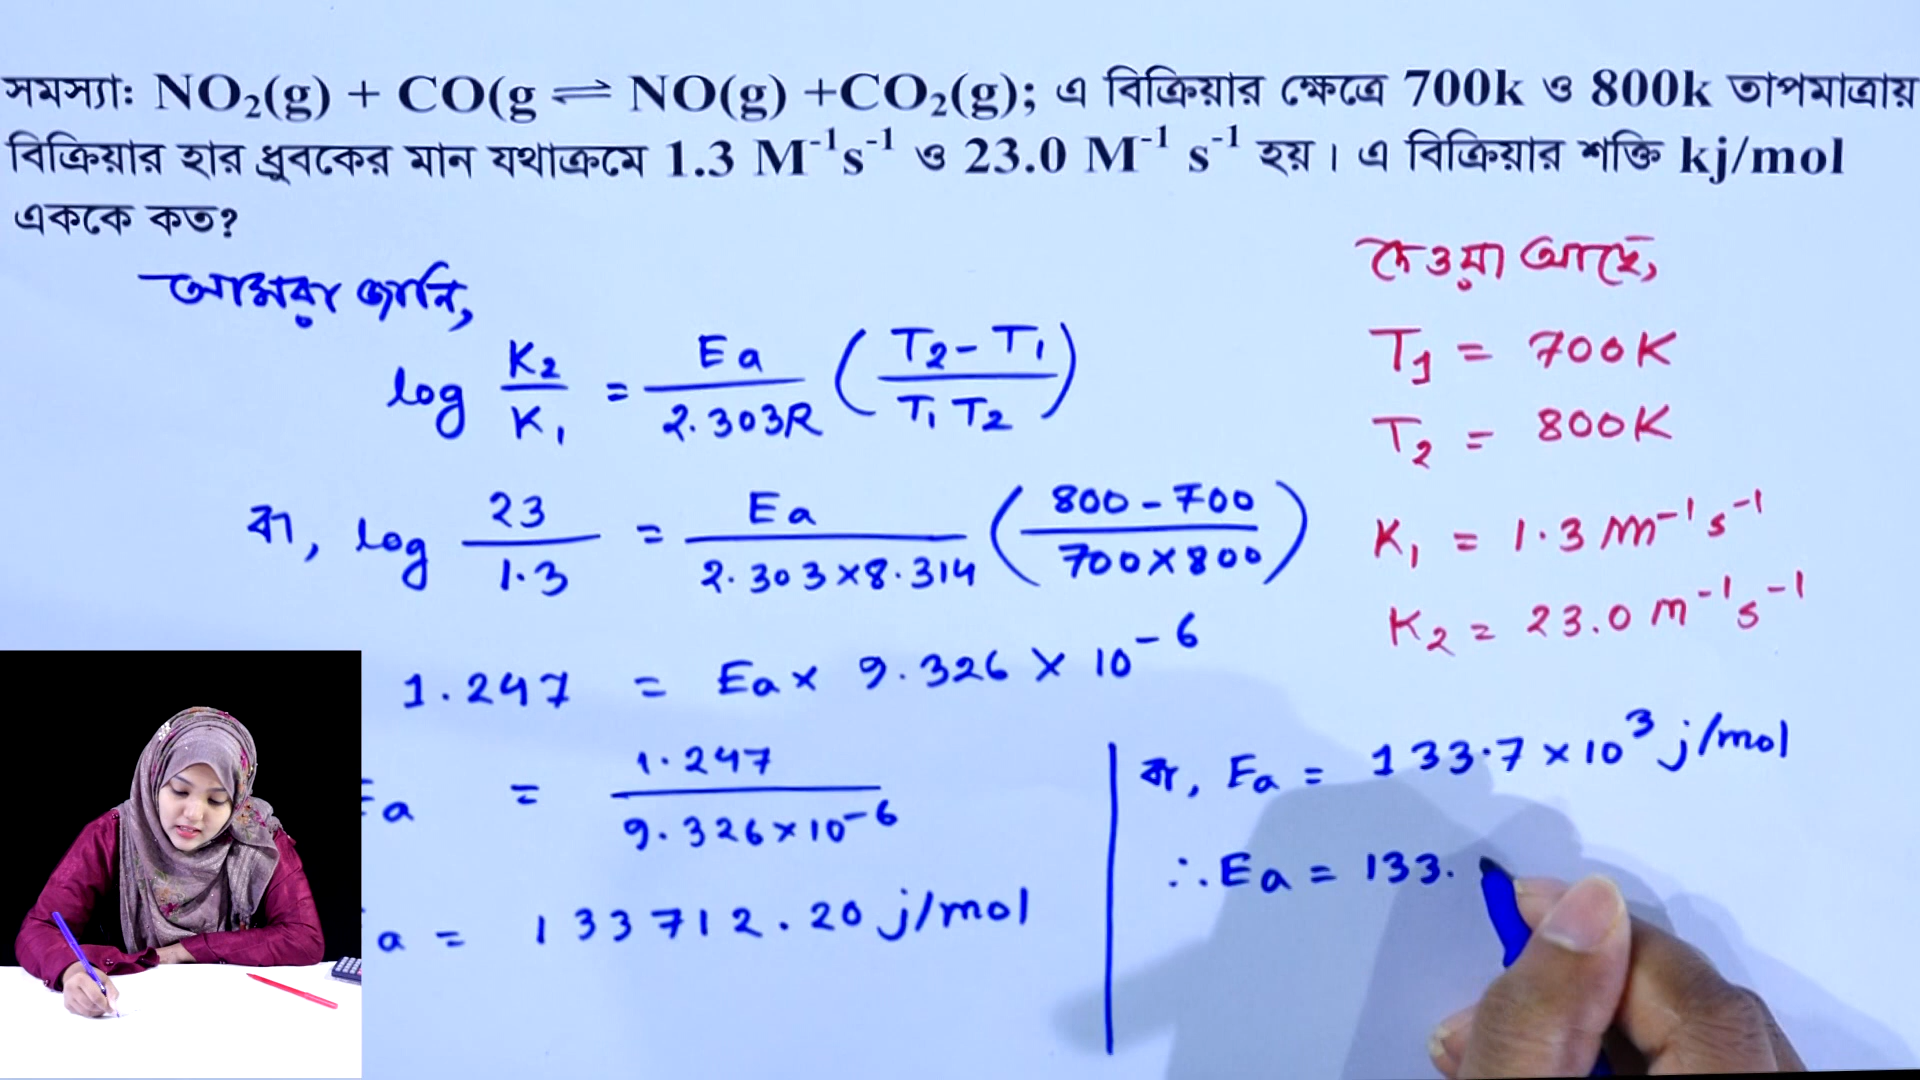 সমস্যাঃ NO₂(g) + CO(g ⇌ NO(g) +CO₂(g); এ বিক্রিয়ার ক্ষেত্রে 700k ও 800k তাপমাত্রায়
বিক্রিয়ার হার ধ্রুবকের মান যথাক্রমে 1.3 M⁻¹s⁻¹ ও 23.0 M⁻¹ s⁻¹ হয়। এ বিক্রিয়ার শক্তি kj/mol
এককে কত?
আমরা জানি,
log K₂/K₁ = Ea/2.303R (T₂-T₁/T₁T₂)
বা, log 23/1.3 = Ea/2.303×8.314 (800-700/700×800)
1.247 = Ea× 9.326 × 10⁻⁶
Ea = 1.247/9.326×10⁻⁶
a = 133712.20 j/mol
দেওয়া আছে,
T₁ = 700K
T₂ = 800K
K₁ = 1.3 m⁻¹s⁻¹
K₂ = 23.0 m⁻¹s⁻¹
বা, Ea = 133.7×10³ j/mol
∴Ea = 133.